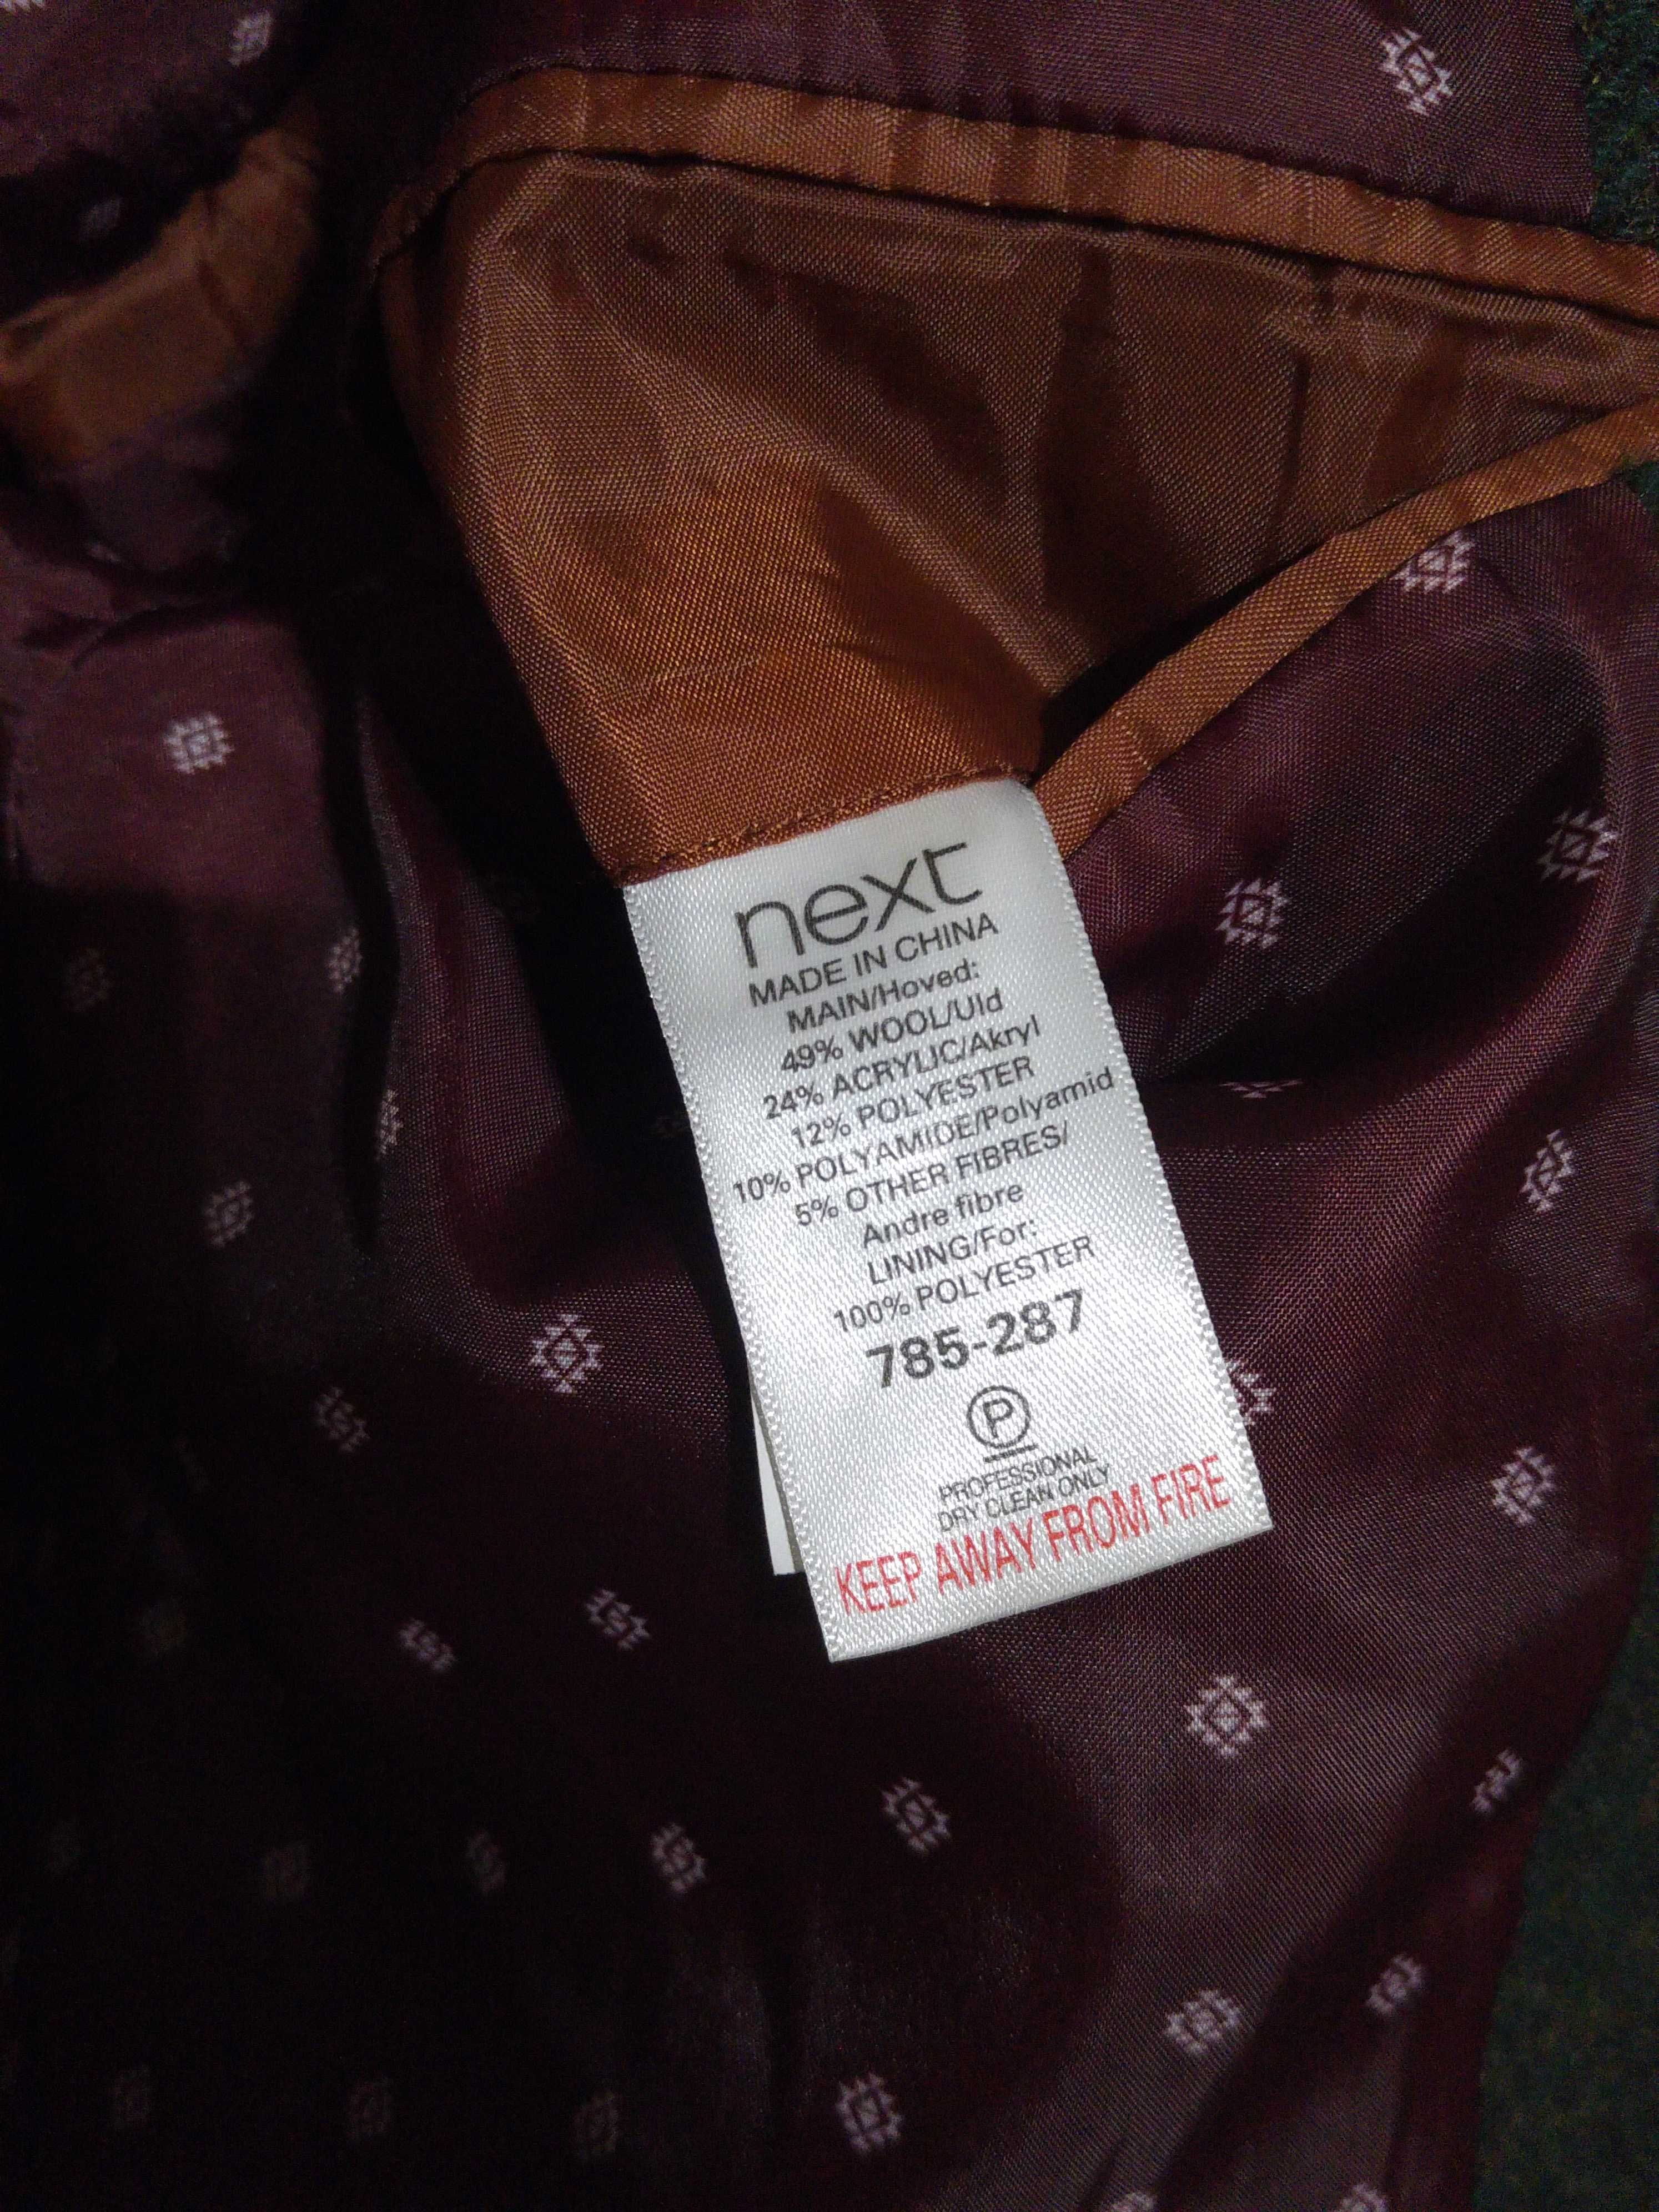 next
MADE IN CHINA
MAIN/Hoved:
49% WOOL/Uld
24% ACRYLIC/Akryl
12% POLYESTER
10% POLYAMIDE/Polyamid
5% OTHER FIBRES/
Andre fibre
LINING/For:
100% POLYESTER
785-287
P
PROFESSIONAL
DRY CLEAN ONLY
KEEP AWAY FROM FIRE